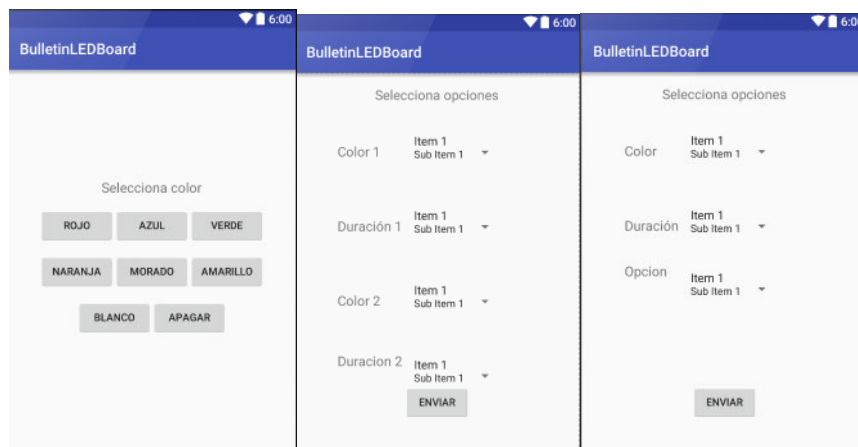 6:00
BulletinLEDBoard
Selecciona color
ROJO AZUL VERDE
NARANJA MORADO AMARILLO
BLANCO APAGAR
6:00
BulletinLEDBoard
Selecciona opciones
Color 1
Item 1
Sub Item 1
Duración 1
Item 1
Sub Item 1
Color 2
Item 1
Sub Item 1
Duracion 2
Item 1
Sub Item 1
ENVIAR
6:00
BulletinLEDBoard
Selecciona opciones
Color
Item 1
Sub Item 1
Duración
Item 1
Sub Item 1
Opcion
Item 1
Sub Item 1
ENVIAR